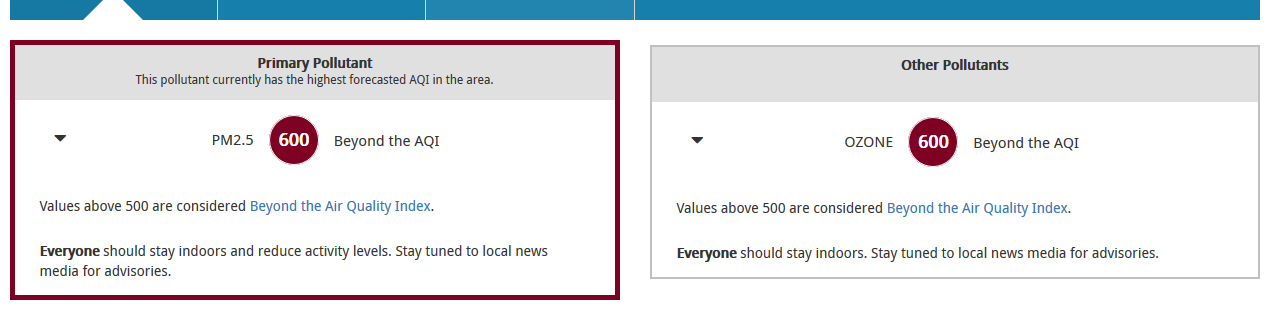 Primary Pollutant
This pollutant currently has the highest forecasted AQI in the area.
PM2.5 600 Beyond the AQI
Values above 500 are considered Beyond the Air Quality Index.
Everyone should stay indoors and reduce activity levels. Stay tuned to local news
media for advisories.
Other Pollutants
OZONE 600 Beyond the AQI
Values above 500 are considered Beyond the Air Quality Index.
Everyone should stay indoors. Stay tuned to local news media for advisories.